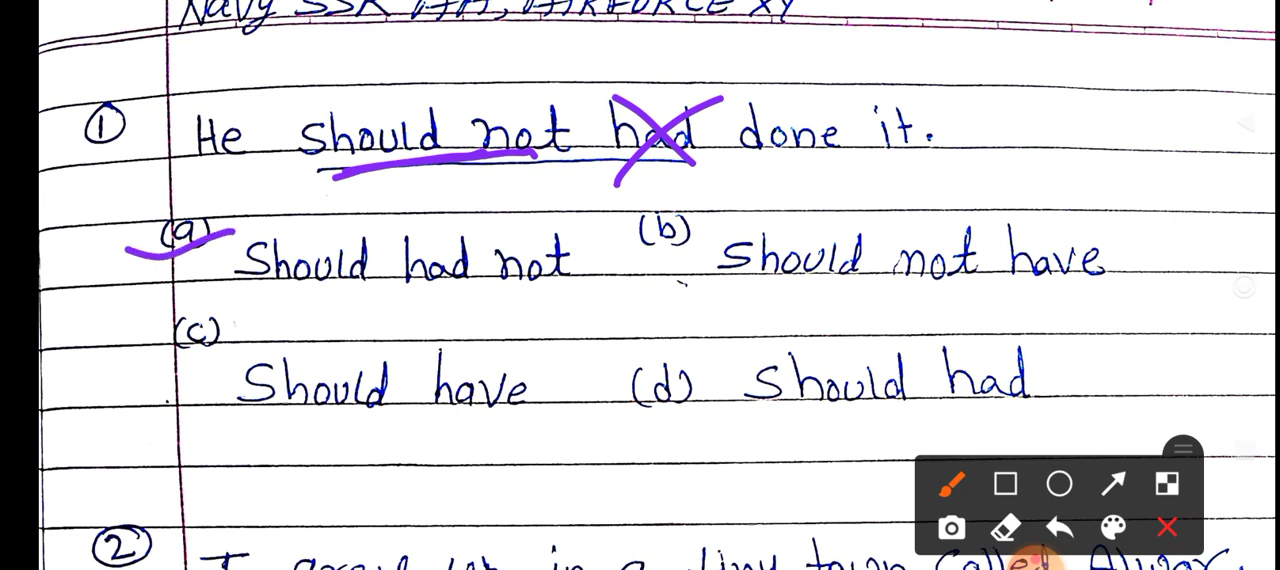 Navy SSR
① He should not had done it.
(a) Should had not (b) should not have
(c) Should have (d) Should had
②